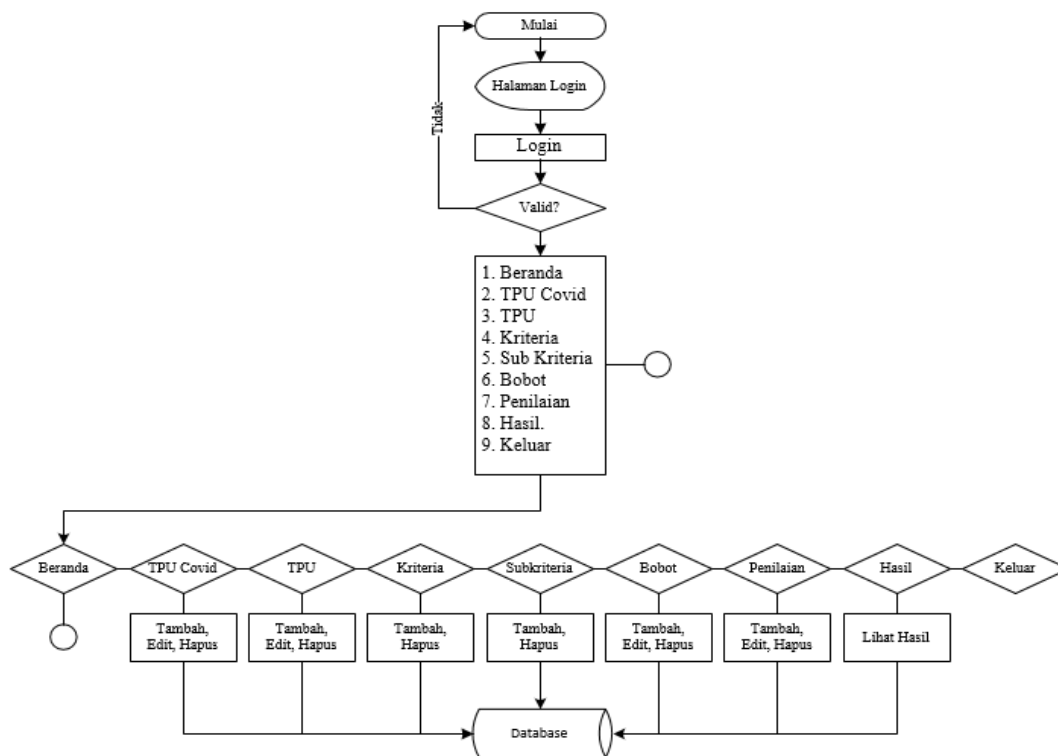 Mulai
Halaman Login
Tidak
Login
Valid?
1. Beranda
2. TPU Covid
3. TPU
4. Kriteria
5. Sub Kriteria
6. Bobot
7. Penilaian
8. Hasil.
9. Keluar
Beranda
TPU Covid
TPU
Kriteria
Subkriteria
Bobot
Penilaian
Hasil
Keluar
Tambah,
Edit, Hapus
Tambah,
Edit, Hapus
Tambah,
Hapus
Tambah,
Hapus
Tambah,
Edit, Hapus
Tambah,
Edit, Hapus
Lihat Hasil
Database